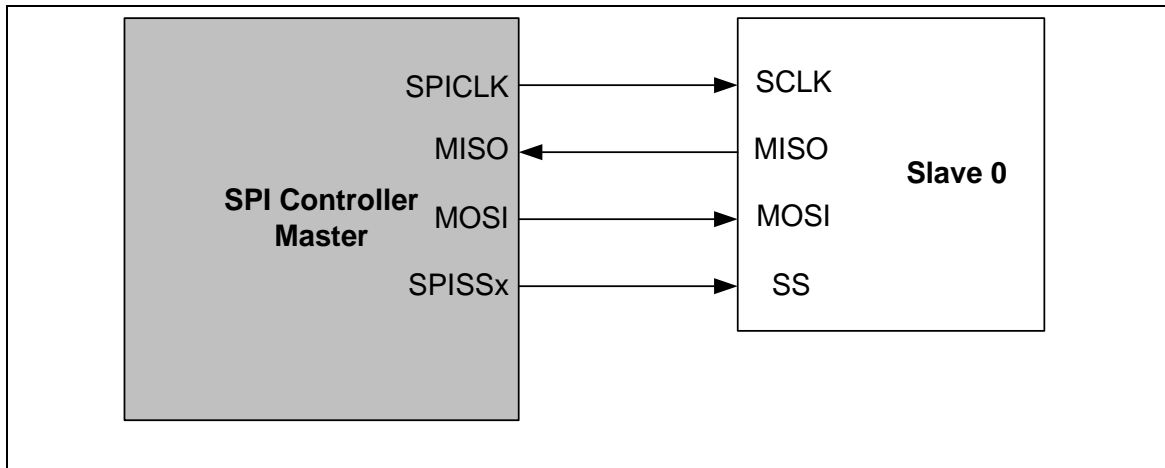 SPICLK
SCLK
MISO
MISO
Slave 0
SPI Controller
Master
MOSI
MOSI
SPISSx
SS